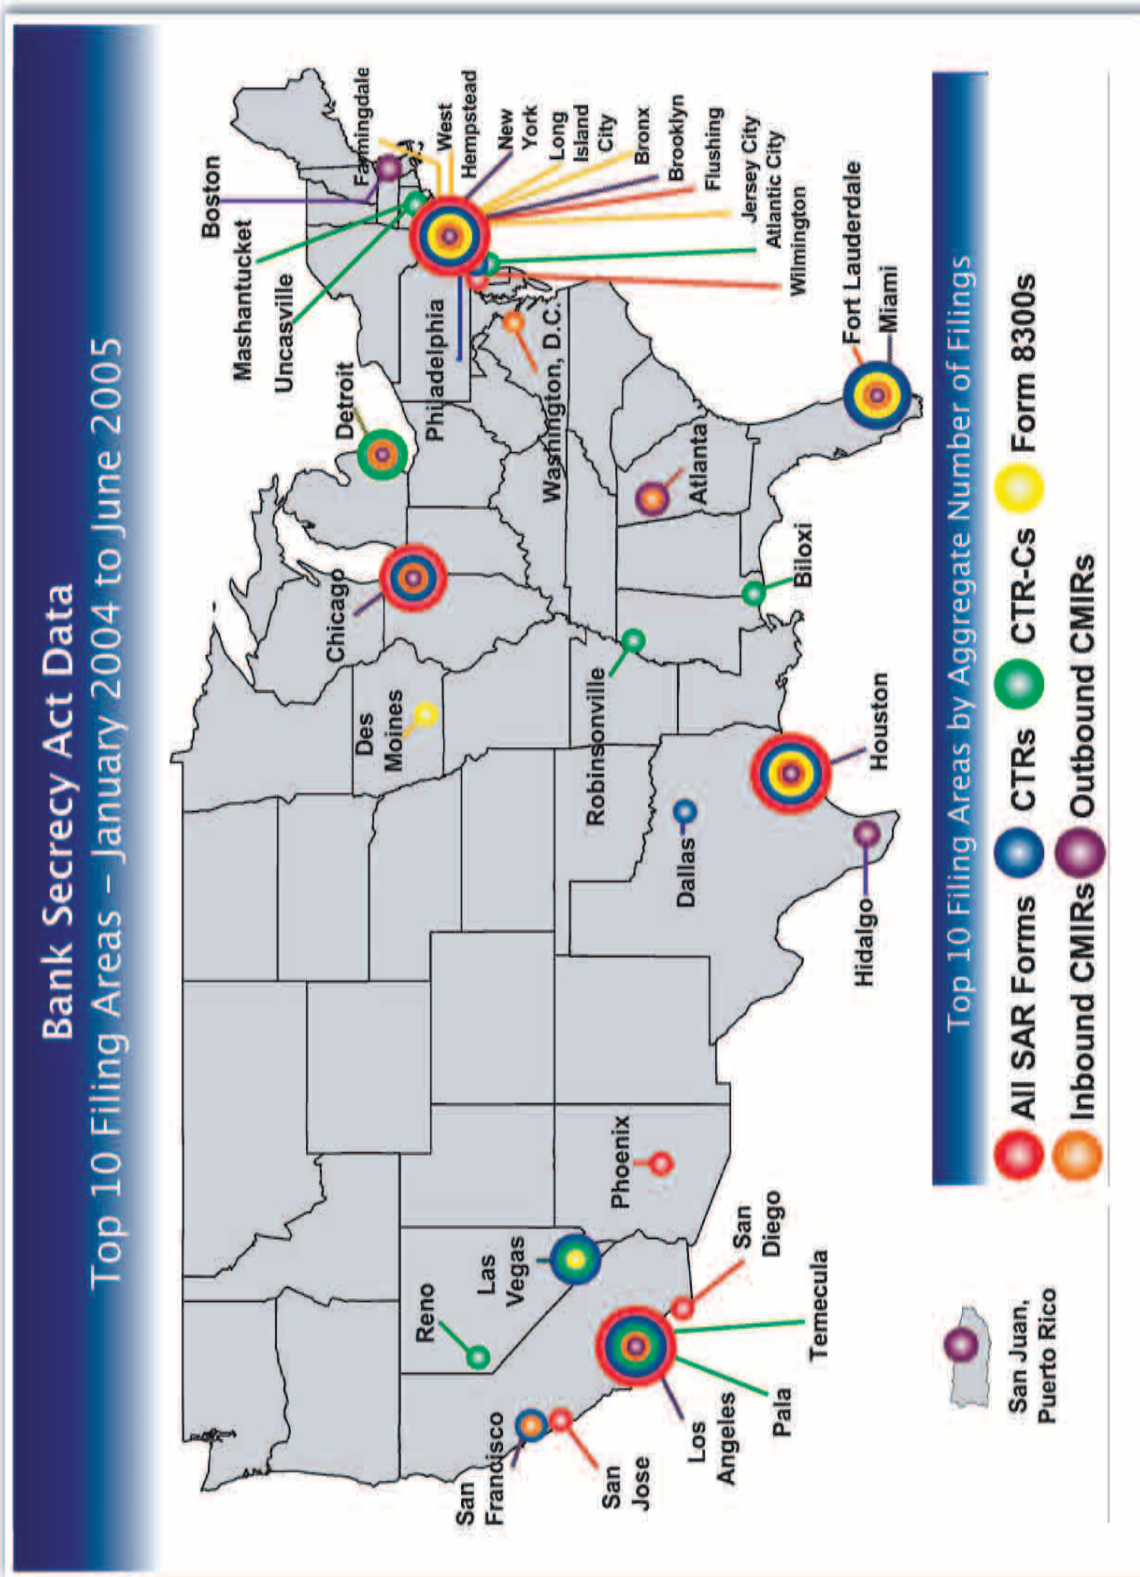 Bank Secrecy Act Data
Top 10 Filing Areas – January 2004 to June 2005
Boston
Mashantucket
Uncasville
Farmingdale
West
Hempstead
New
York
Long
Island
City
Bronx
Brooklyn
Flushing
Jersey City
Atlantic City
Wilmington
Detroit
Philadelphia
Washington, D.C.
Chicago
Des
Moines
Robinsonville
Atlanta
Biloxi
Fort Lauderdale
Miami
Dallas
Houston
Hidalgo
Phoenix
Las
Vegas
Reno
San
Francisco
San
Jose
Los
Angeles
Pala
Temecula
San
Diego
San Juan,
Puerto Rico
Top 10 Filing Areas by Aggregate Number of Filings
All SAR Forms CTRs CTR-Cs Form 8300s
Inbound CMIRs Outbound CMIRs